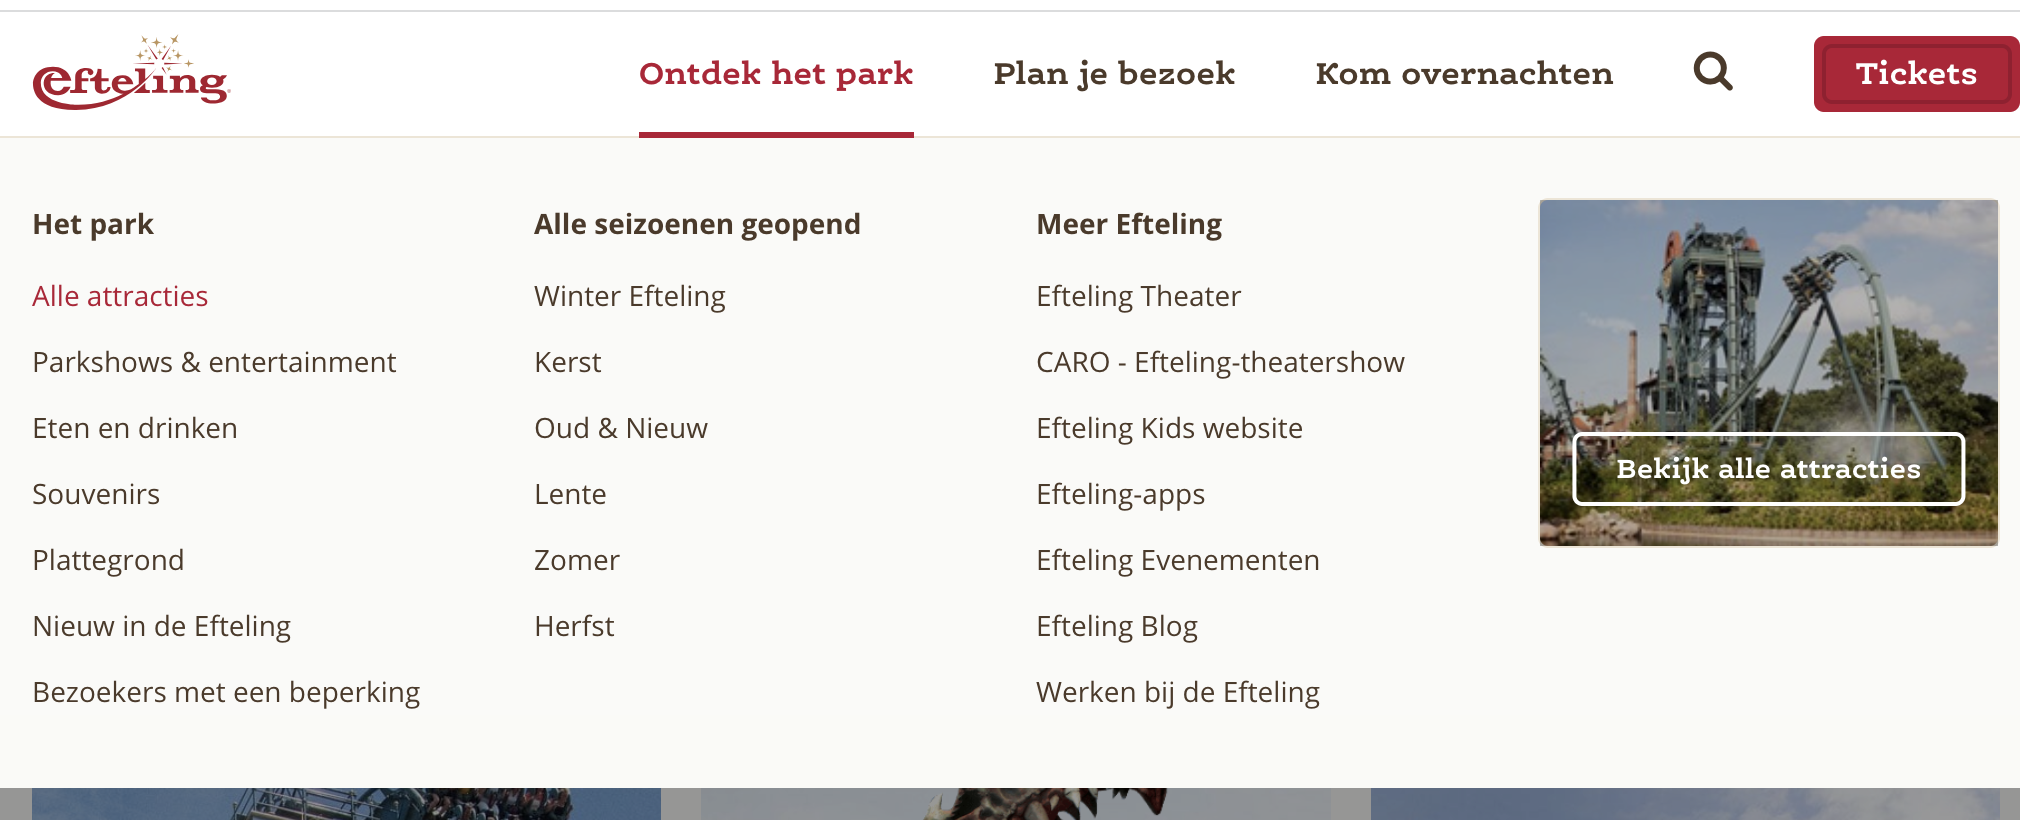 efteling
Ontdek het park
Plan je bezoek
Kom overnachten
Tickets
Het park
Alle attracties
Parkshows & entertainment
Eten en drinken
Souvenirs
Plattegrond
Nieuw in de Efteling
Bezoekers met een beperking
Alle seizoenen geopend
Winter Efteling
Kerst
Oud & Nieuw
Lente
Zomer
Herfst
Meer Efteling
Efteling Theater
CARO - Efteling-theatershow
Efteling Kids website
Efteling-apps
Efteling Evenementen
Efteling Blog
Werken bij de Efteling
Bekijk alle attracties